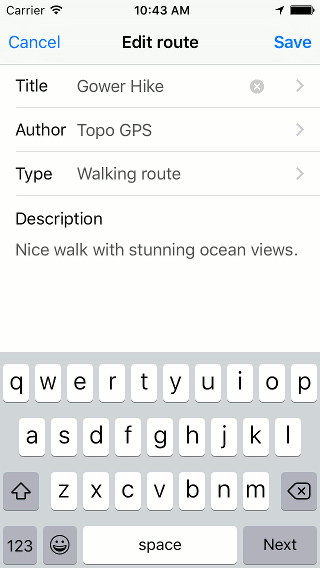 Carrier 10:43 AM
Cancel Edit route Save
Title Gower Hike
Author Topo GPS
Type Walking route
Description
Nice walk with stunning ocean views.
q w e r t y u i o p
a s d f g h j k l
z x c v b n m
123 space Next